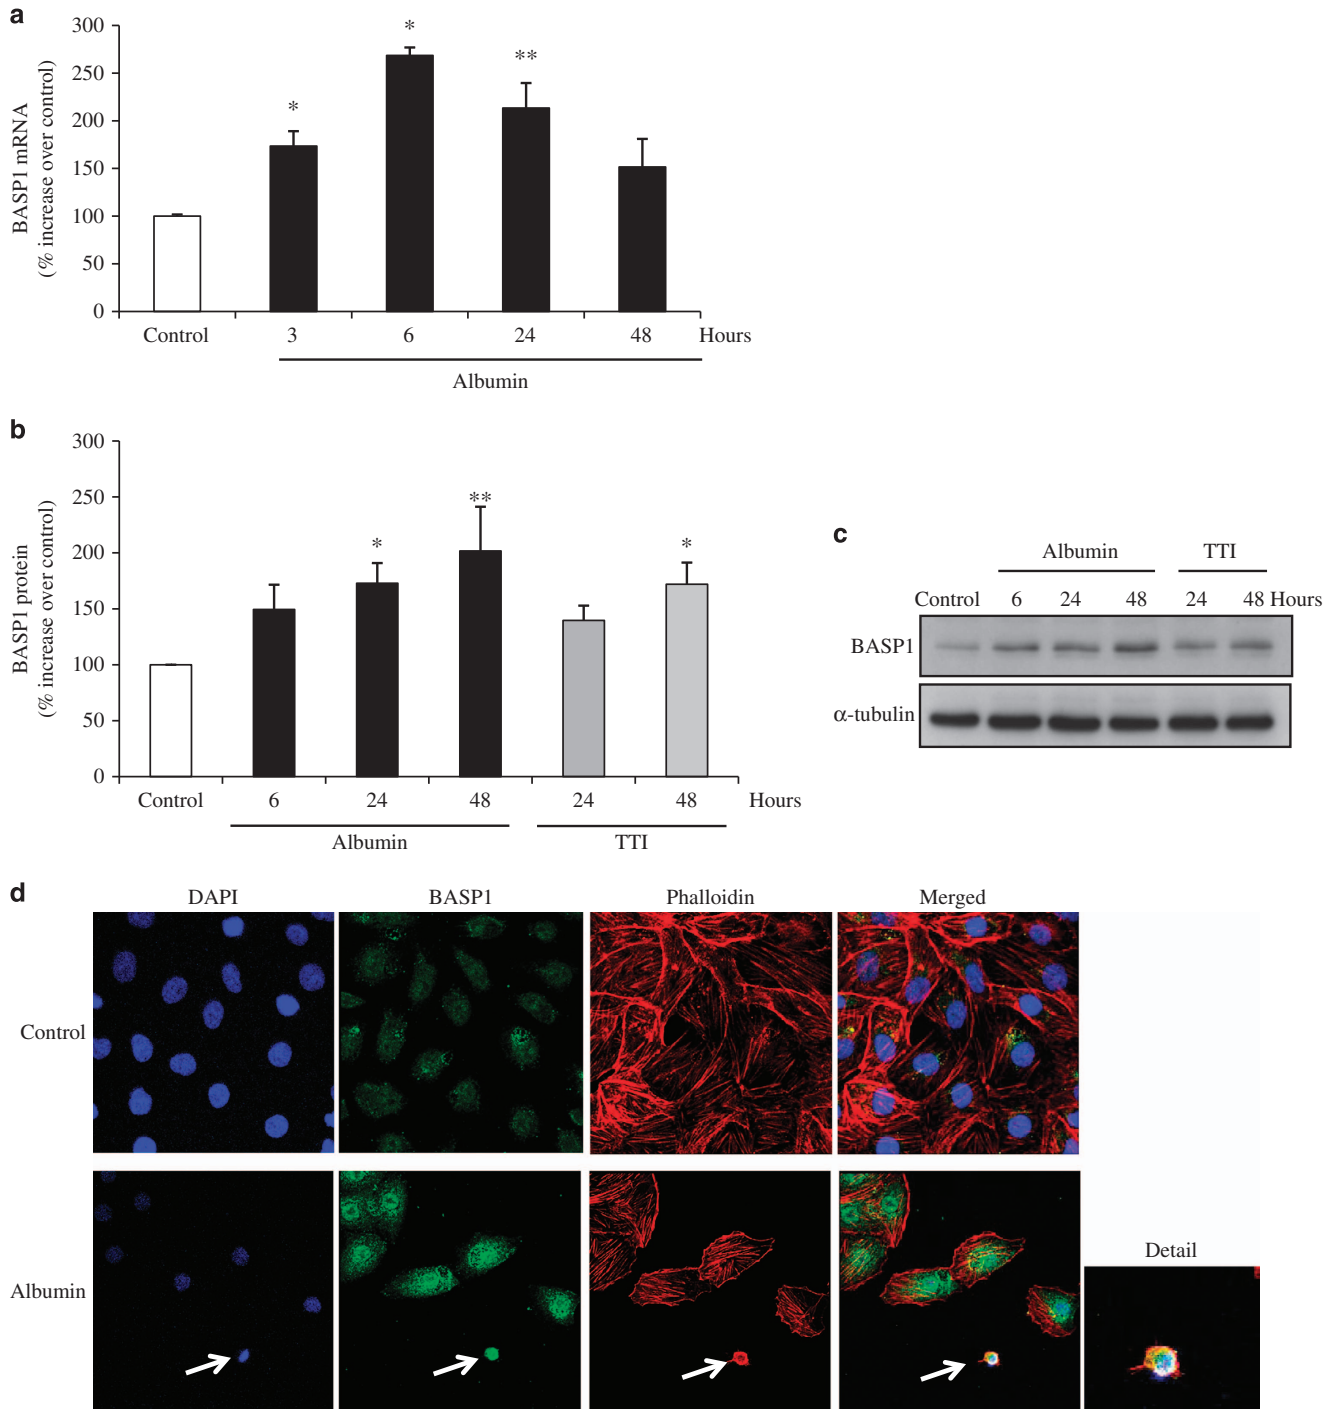 a
BASP1 mRNA
(% increase over control)
300
250
200
150
100
50
0
*
*
**
Control 3 6 24 48 Hours
Albumin
b
BASP1 protein
(% increase over control)
300
250
200
150
100
50
0
*
**
*
Control 6 24 48 24 48 Hours
Albumin TTI
c
Albumin TTI
Control 6 24 48 24 48 Hours
BASP1
α-tubulin
d
DAPI BASP1 Phalloidin Merged
Control
Albumin
Detail